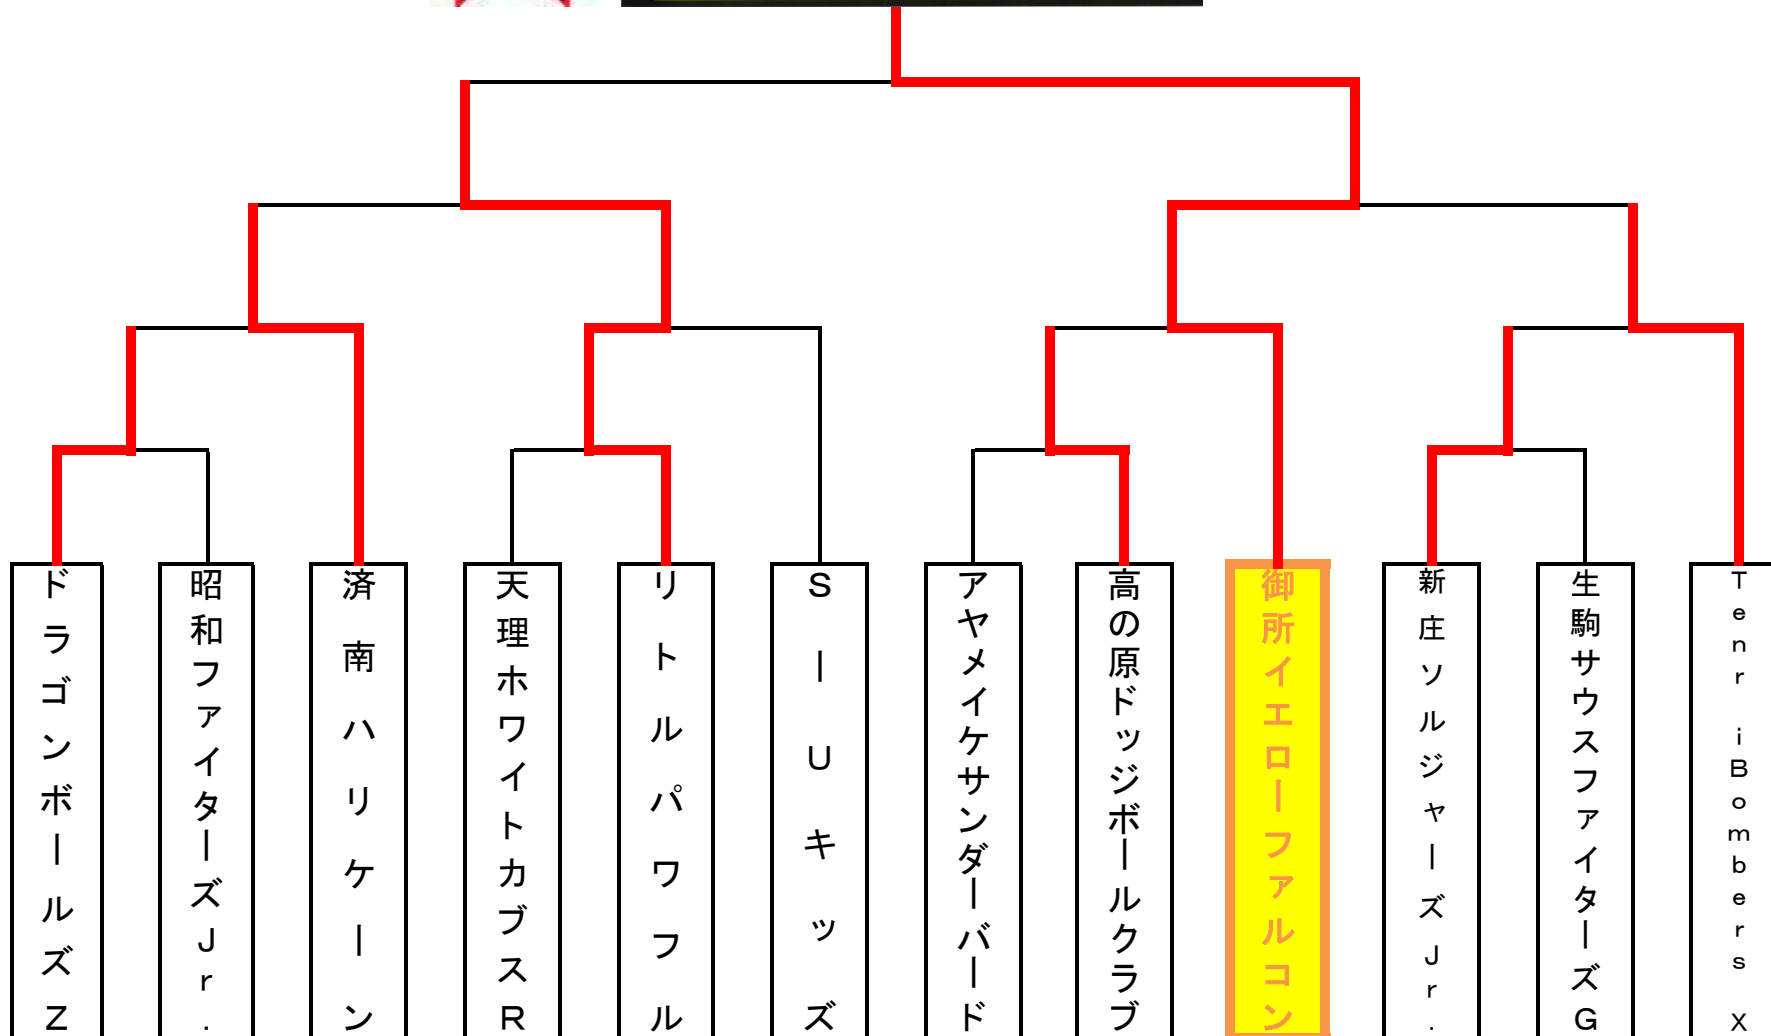 ドラゴンボールズZ
昭和ファイターズJr.
済南ハリケーン
天理ホワイトカブスR
リトルパワフル
SーUキッズ
アヤメイケサンダーバード
高の原ドッジボールクラブ
御所イエローファルコン
新庄ソルジャーズJr.
生駒サウスファイターズG
Tenr iBombers X